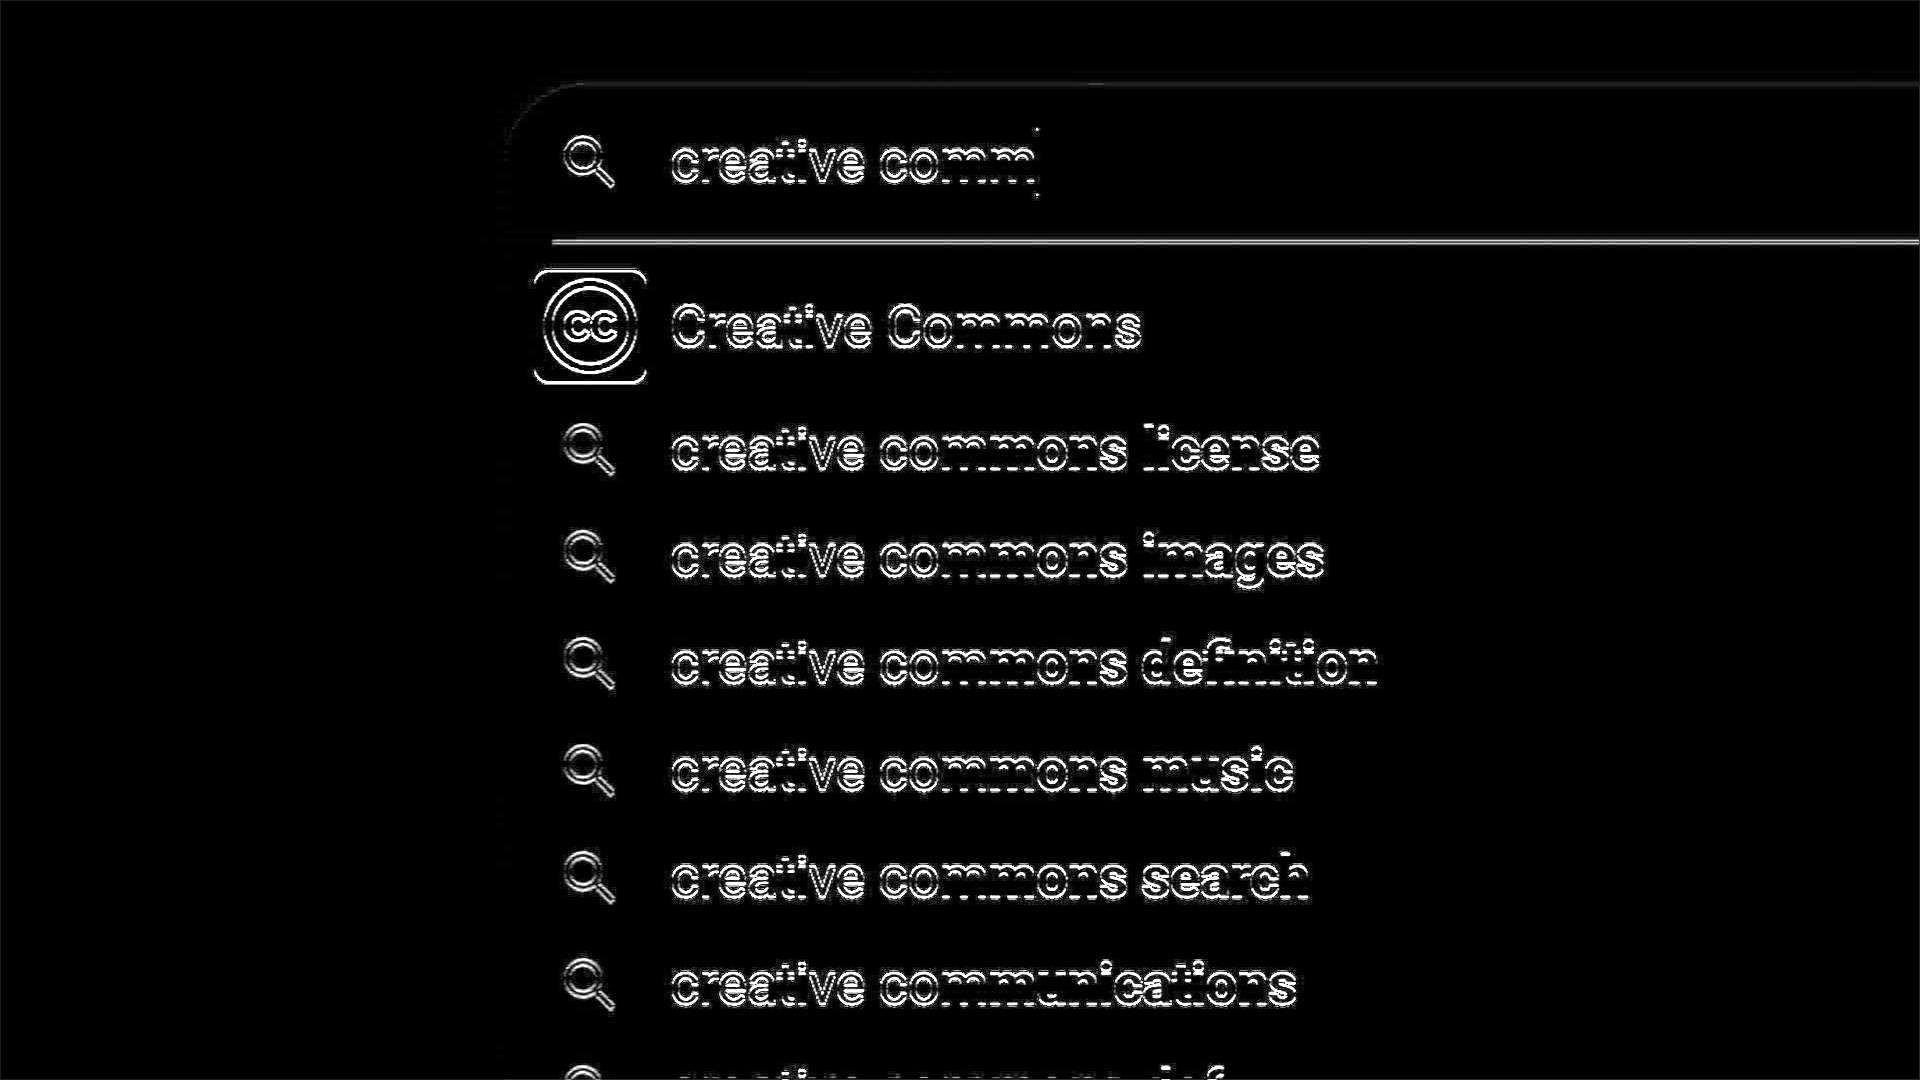 creative comm
CC Creative Commons
creative commons license
creative commons images
creative commons definition
creative commons music
creative commons search
creative communications